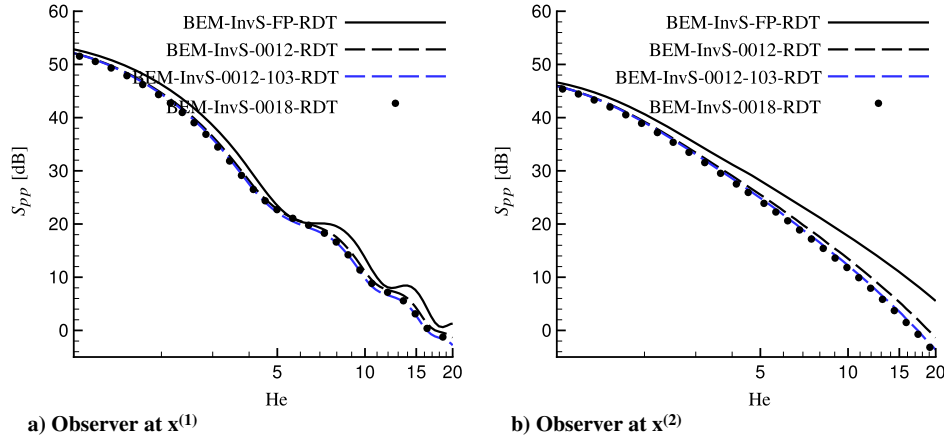 60
50
40
30
20
10
0
S_pp [dB]
BEM-InvS-FP-RDT
BEM-InvS-0012-RDT
BEM-InvS-0012-103-RDT
BEM-InvS-0018-RDT
5 10 15 20
He
a) Observer at x(1)
60
50
40
30
20
10
0
S_pp [dB]
BEM-InvS-FP-RDT
BEM-InvS-0012-RDT
BEM-InvS-0012-103-RDT
BEM-InvS-0018-RDT
5 10 15 20
He
b) Observer at x(2)